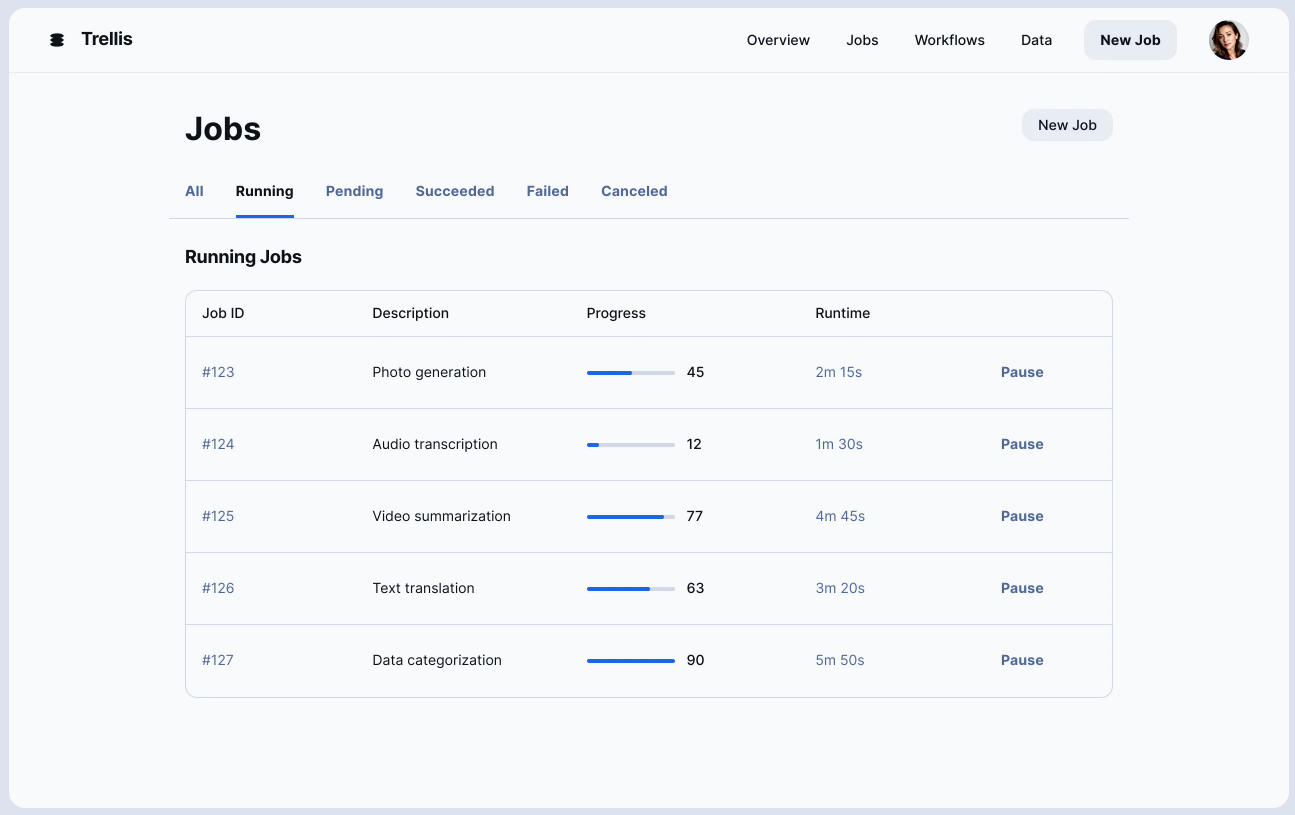 Trellis
Overview Jobs Workflows Data New Job
Jobs
New Job
All Running Pending Succeeded Failed Canceled
Running Jobs
Job ID Description Progress Runtime
#123 Photo generation 45 2m 15s Pause
#124 Audio transcription 12 1m 30s Pause
#125 Video summarization 77 4m 45s Pause
#126 Text translation 63 3m 20s Pause
#127 Data categorization 90 5m 50s Pause